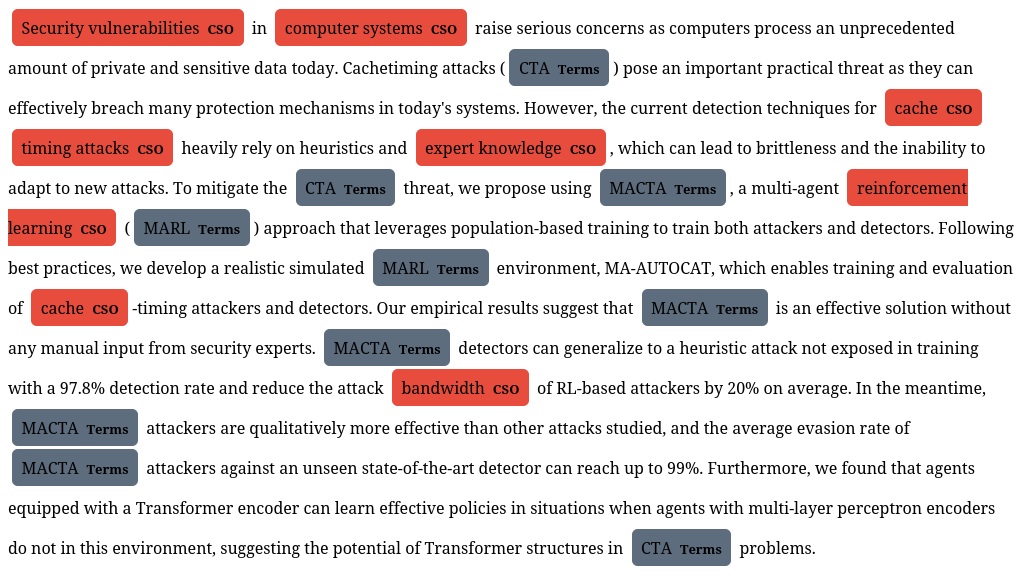 Security vulnerabilities CSO in computer systems CSO raise serious concerns as computers process an unprecedented
amount of private and sensitive data today. Cachetiming attacks ( CTA Terms ) pose an important practical threat as they can
effectively breach many protection mechanisms in today's systems. However, the current detection techniques for cache CSO
timing attacks CSO heavily rely on heuristics and expert knowledge CSO , which can lead to brittleness and the inability to
adapt to new attacks. To mitigate the CTA Terms threat, we propose using MACTA Terms , a multi-agent reinforcement
learning CSO ( MARL Terms ) approach that leverages population-based training to train both attackers and detectors. Following
best practices, we develop a realistic simulated MARL Terms environment, MA-AUTOCAT, which enables training and evaluation
of cache CSO -timing attackers and detectors. Our empirical results suggest that MACTA Terms is an effective solution without
any manual input from security experts. MACTA Terms detectors can generalize to a heuristic attack not exposed in training
with a 97.8% detection rate and reduce the attack bandwidth CSO of RL-based attackers by 20% on average. In the meantime,
MACTA Terms attackers are qualitatively more effective than other attacks studied, and the average evasion rate of
MACTA Terms attackers against an unseen state-of-the-art detector can reach up to 99%. Furthermore, we found that agents
equipped with a Transformer encoder can learn effective policies in situations when agents with multi-layer perceptron encoders
do not in this environment, suggesting the potential of Transformer structures in CTA Terms problems.